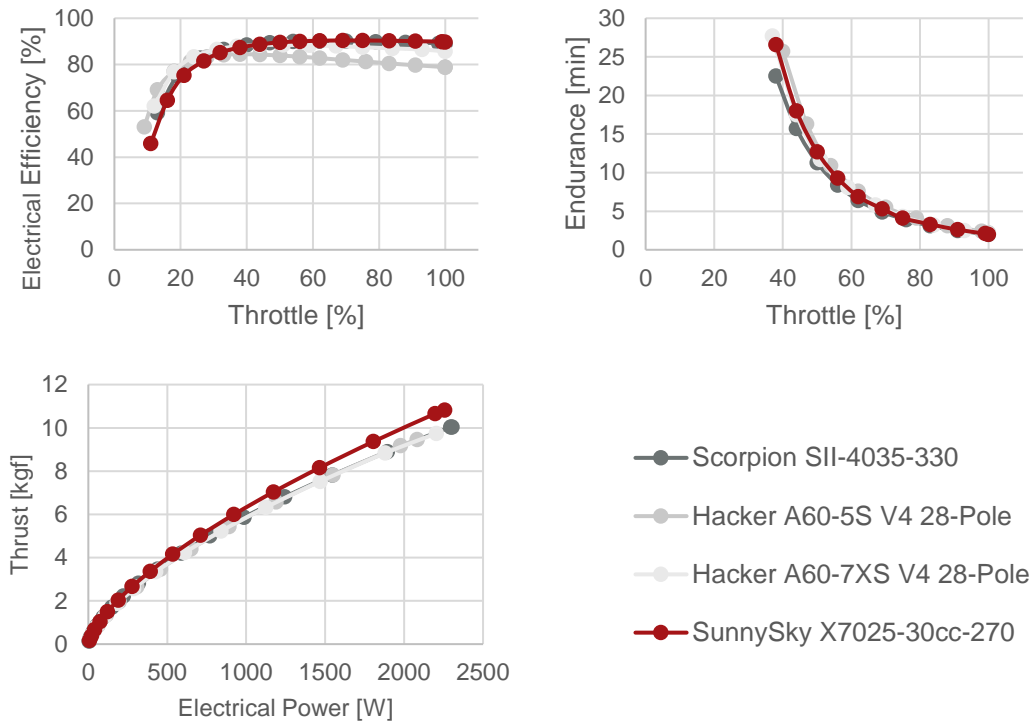 Electrical Efficiency [%]
100
80
60
40
20
0
0 20 40 60 80 100
Throttle [%]
Endurance [min]
30
25
20
15
10
5
0
0 20 40 60 80 100
Throttle [%]
Thrust [kgf]
12
10
8
6
4
2
0
0 500 1000 1500 2000 2500
Electrical Power [W]
Scorpion SII-4035-330
Hacker A60-5S V4 28-Pole
Hacker A60-7XS V4 28-Pole
SunnySky X7025-30cc-270